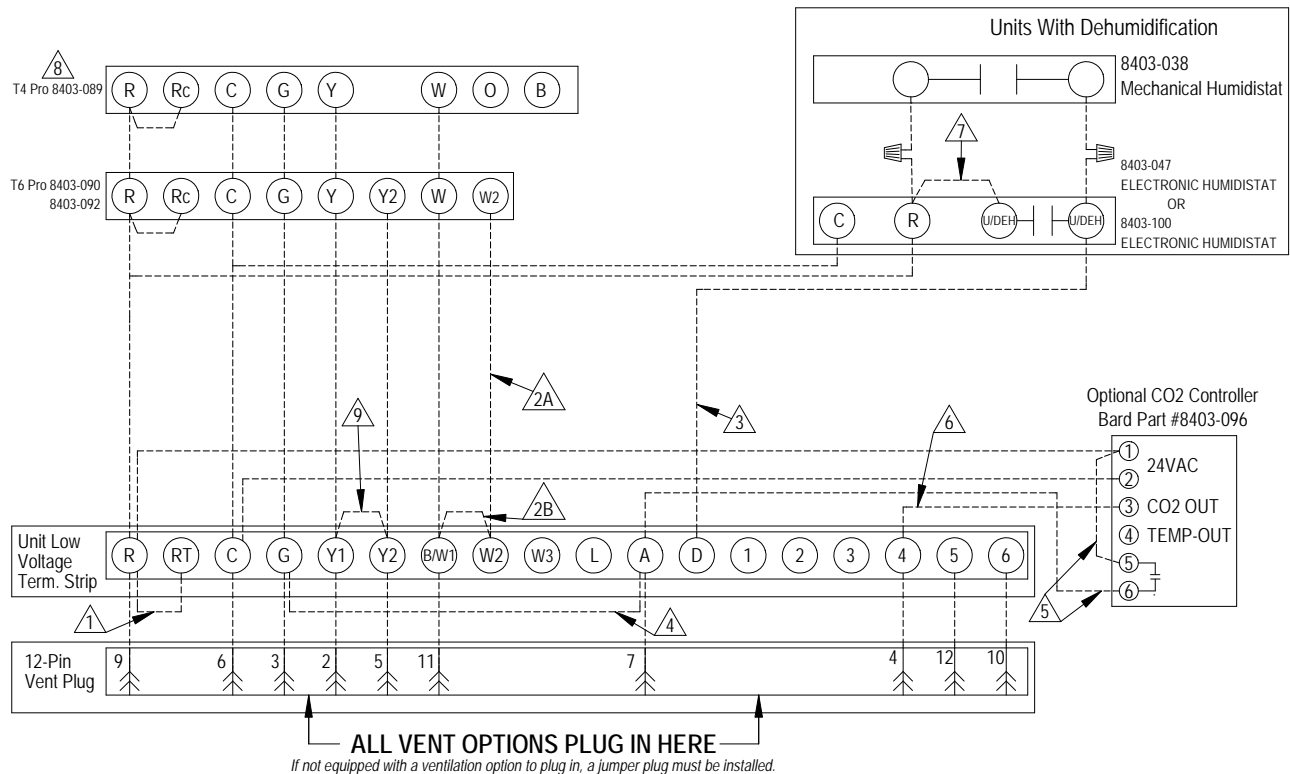 Units With Dehumidification
8403-038
Mechanical Humidistat
8
T4 Pro 8403-089
R Rc C G Y W O B
7
8403-047
ELECTRONIC HUMIDISTAT
OR
8403-100
ELECTRONIC HUMIDISTAT
C R U/DEH U/DEH
T6 Pro 8403-090
8403-092
R Rc C G Y Y2 W W2
2A
9
3
6
2B
Optional CO2 Controller
Bard Part #8403-096
1
24VAC
2
3 CO2 OUT
4 TEMP-OUT
5
6
5
Unit Low
Voltage
Term. Strip
R RT C G Y1 Y2 B/W1 W2 W3 L A D 1 2 3 4 5 6
1
4
12-Pin
Vent Plug
9 6 3 2 5 11 7 4 12 10
ALL VENT OPTIONS PLUG IN HERE
If not equipped with a ventilation option to plug in, a jumper plug must be installed.